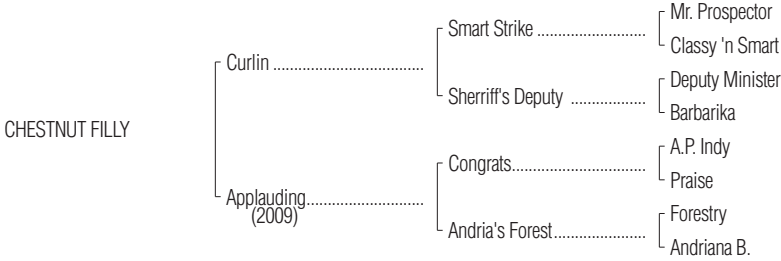 Mr. Prospector
Smart Strike ..........................
Classy 'n Smart
Curlin ....................................
Deputy Minister
Sherriff's Deputy ..................
Barbarika
CHESTNUT FILLY
A.P. Indy
Congrats................................
Praise
Applauding............................
(2009)
Forestry
Andria's Forest......................
Andriana B.